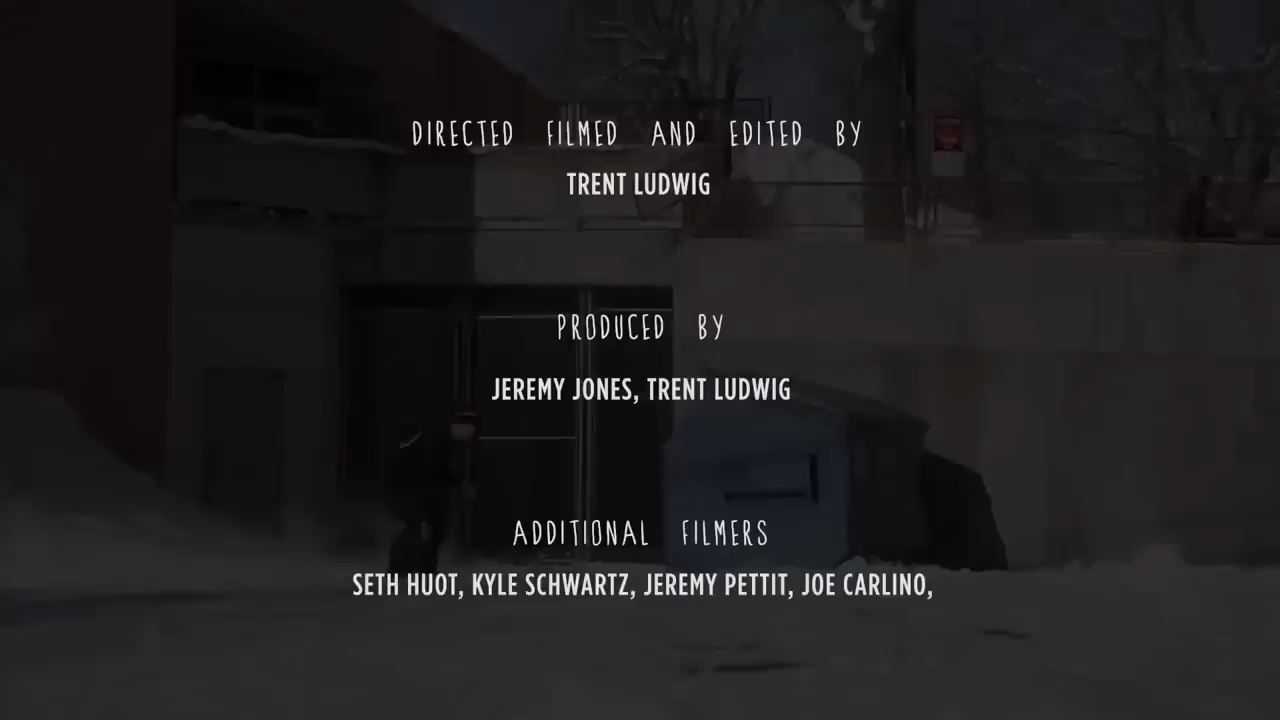 DIRECTED FILMED AND EDITED BY
TRENT LUDWIG
PRODUCED BY
JEREMY JONES, TRENT LUDWIG
ADDITIONAL FILMERS
SETH HUOT, KYLE SCHWARTZ, JEREMY PETTIT, JOE CARLINO,